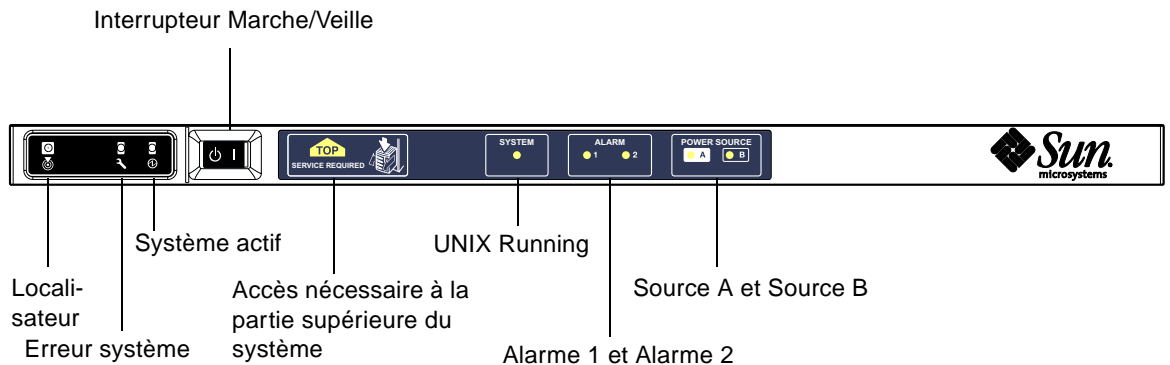 Interrupteur Marche/Veille
TOP
SERVICE REQUIRED
SYSTEM
ALARM
1 2
POWER SOURCE
A B
Sun.
microsystems
Système actif
UNIX Running
Locali-
sateur
Accès nécessaire à la
partie supérieure du
système
Source A et Source B
Erreur système
Alarme 1 et Alarme 2